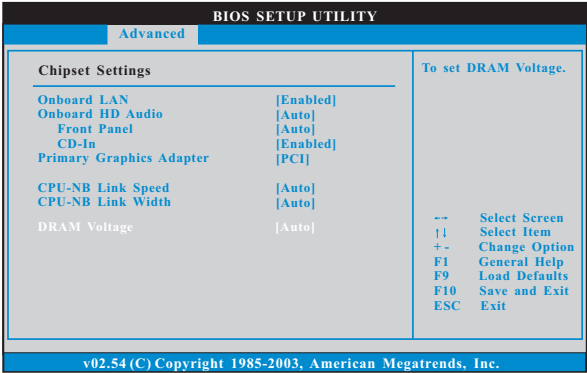 BIOS SETUP UTILITY
Advanced
Chipset Settings
Onboard LAN [Enabled]
Onboard HD Audio [Auto]
Front Panel [Auto]
CD-In [Enabled]
Primary Graphics Adapter [PCI]
CPU-NB Link Speed [Auto]
CPU-NB Link Width [Auto]
DRAM Voltage [Auto]
To set DRAM Voltage.
←→ Select Screen
↑↓ Select Item
+ - Change Option
F1 General Help
F9 Load Defaults
F10 Save and Exit
ESC Exit
v02.54 (C) Copyright 1985-2003, American Megatrends, Inc.